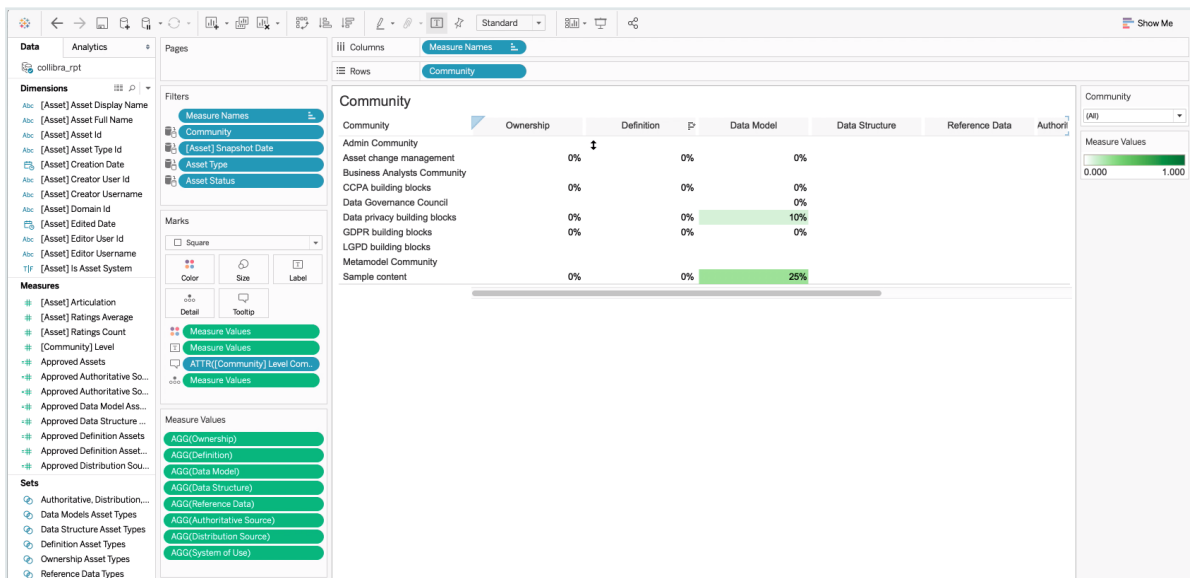 Standard
Show Me
Data
Analytics
collibra_rpt
Dimensions
Abc [Asset] Asset Display Name
Abc [Asset] Asset Full Name
Abc [Asset] Asset Id
Abc [Asset] Asset Type Id
[Asset] Creation Date
Abc [Asset] Creator User Id
Abc [Asset] Creator Username
Abc [Asset] Domain Id
[Asset] Edited Date
Abc [Asset] Editor User Id
Abc [Asset] Editor Username
T|F [Asset] Is Asset System
Measures
# [Asset] Articulation
# [Asset] Ratings Average
# [Asset] Ratings Count
# [Community] Level
=# Approved Assets
=# Approved Authoritative So...
=# Approved Authoritative So...
=# Approved Data Model Ass...
=# Approved Data Structure ...
=# Approved Definition Assets
=# Approved Definition Asset...
=# Approved Distribution Sou...
Sets
Authoritative, Distribution,...
Data Models Asset Types
Data Structure Asset Types
Definition Asset Types
Ownership Asset Types
Reference Data Types
Pages
Filters
Measure Names
Community
[Asset] Snapshot Date
Asset Type
Asset Status
Marks
Square
Color Size Label
Detail Tooltip
Measure Values
Measure Values
ATTR([Community] Level Com..
Measure Values
Measure Values
AGG(Ownership)
AGG(Definition)
AGG(Data Model)
AGG(Data Structure)
AGG(Reference Data)
AGG(Authoritative Source)
AGG(Distribution Source)
AGG(System of Use)
Columns Measure Names
Rows Community
Community
Community Ownership Definition Data Model Data Structure Reference Data Authorit
Admin Community
Asset change management 0% 0% 0%
Business Analysts Community
CCPA building blocks 0% 0% 0%
Data Governance Council 0%
Data privacy building blocks 0% 0% 10%
GDPR building blocks 0% 0% 0%
LGPD building blocks
Metamodel Community
Sample content 0% 0% 25%
Community
(All)
Measure Values
0.000 1.000